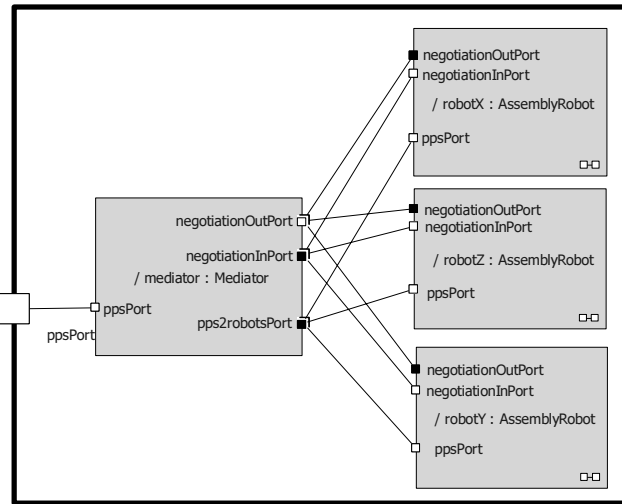 negotiationOutPort
negotiationInPort
/ robotX : AssemblyRobot
ppsPort
negotiationOutPort
negotiationInPort
/ robotZ : AssemblyRobot
ppsPort
negotiationOutPort
negotiationInPort
/ mediator : Mediator
ppsPort
pps2robotsPort
ppsPort
negotiationOutPort
negotiationInPort
/ robotY : AssemblyRobot
ppsPort